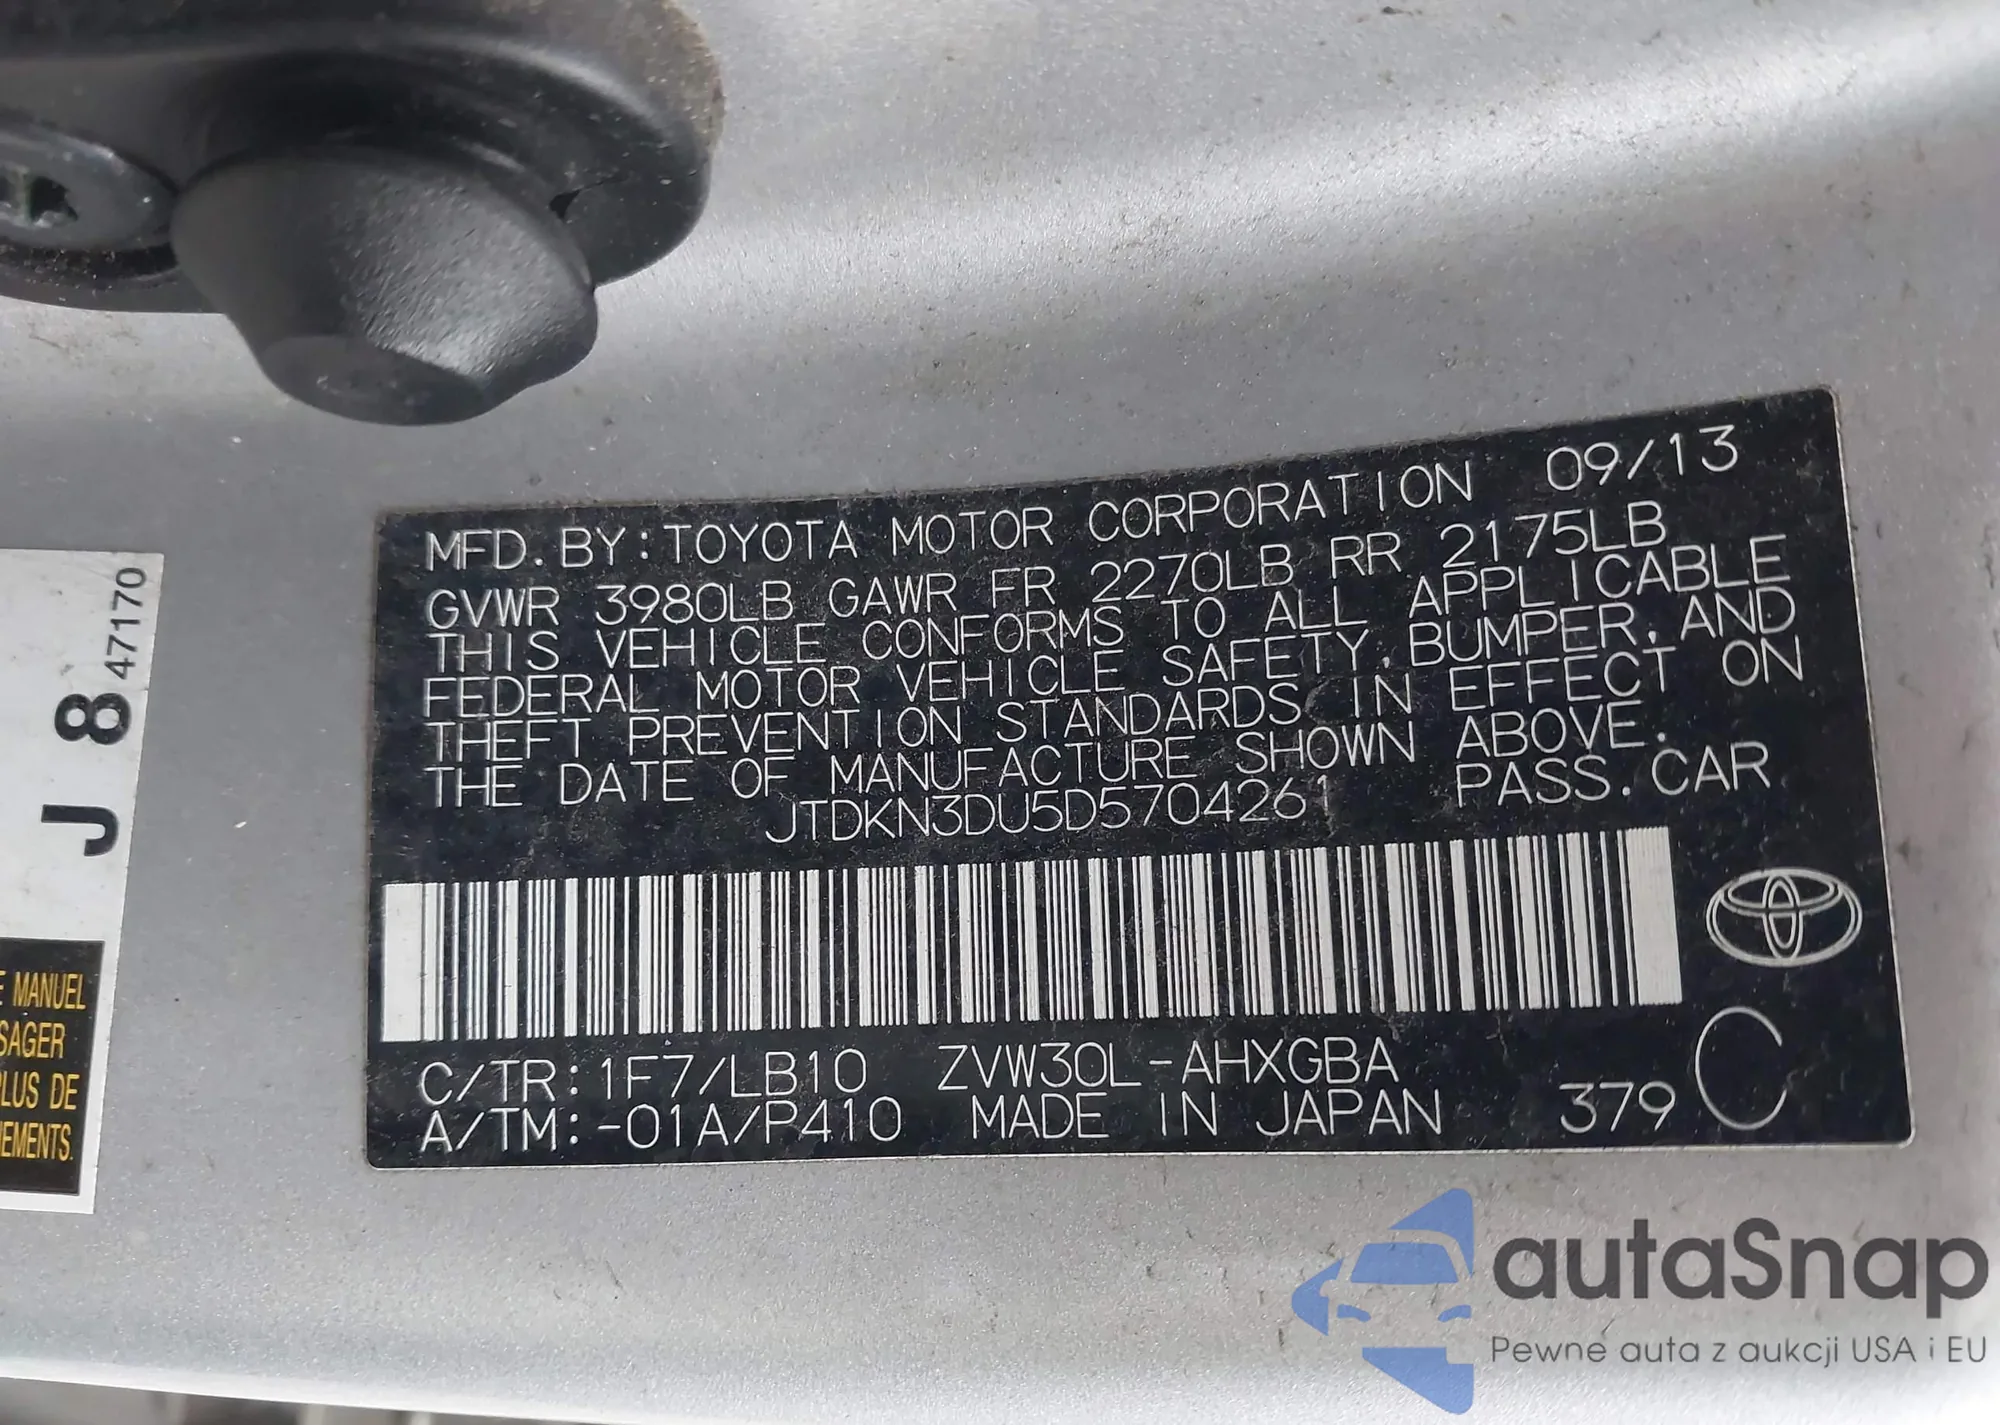 MFD. BY: TOYOTA MOTOR CORPORATION 09/13
GVWR 3980LB GAWR FR 2270LB RR 2175LB
THIS VEHICLE CONFORMS TO ALL APPLICABLE
FEDERAL MOTOR VEHICLE SAFETY, BUMPER, AND
THEFT PREVENTION STANDARDS IN EFFECT ON
THE DATE OF MANUFACTURE SHOWN ABOVE.
JTDKN3DU5D5704261 PASS. CAR
C/TR: 1F7/LB10 ZVW30L-AHXGBA
A/TM: -01A/P410 MADE IN JAPAN 379 C
J 8 47170
MANUEL
PLUS DE
autaSnap
Pewne auta z aukcji USA i EU